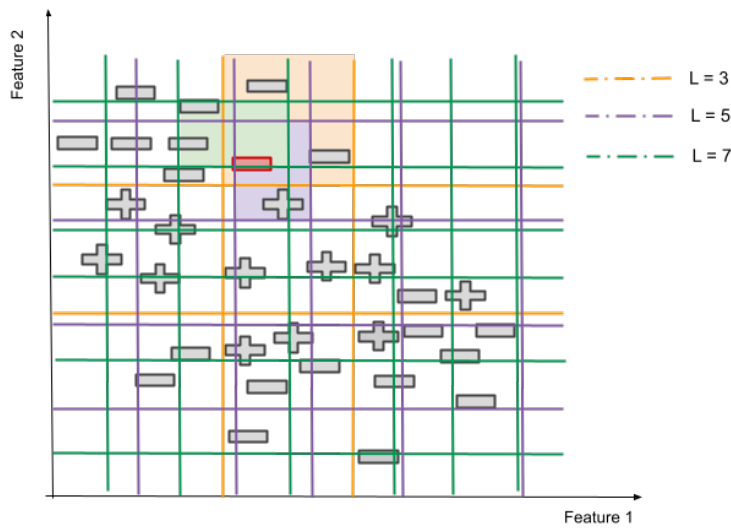 Feature 2
L = 3
L = 5
L = 7
Feature 1